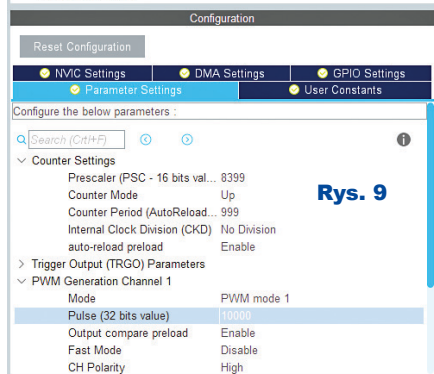 Configuration
Reset Configuration
NVIC Settings DMA Settings GPIO Settings
Parameter Settings User Constants
Configure the below parameters :
Search (Crtl+F)
Counter Settings
Prescaler (PSC - 16 bits val... 8399
Counter Mode Up
Counter Period (AutoReload... 999
Internal Clock Division (CKD) No Division
auto-reload preload Enable
Trigger Output (TRGO) Parameters
PWM Generation Channel 1
Mode PWM mode 1
Pulse (32 bits value) 10000
Output compare preload Enable
Fast Mode Disable
CH Polarity High
Rys. 9